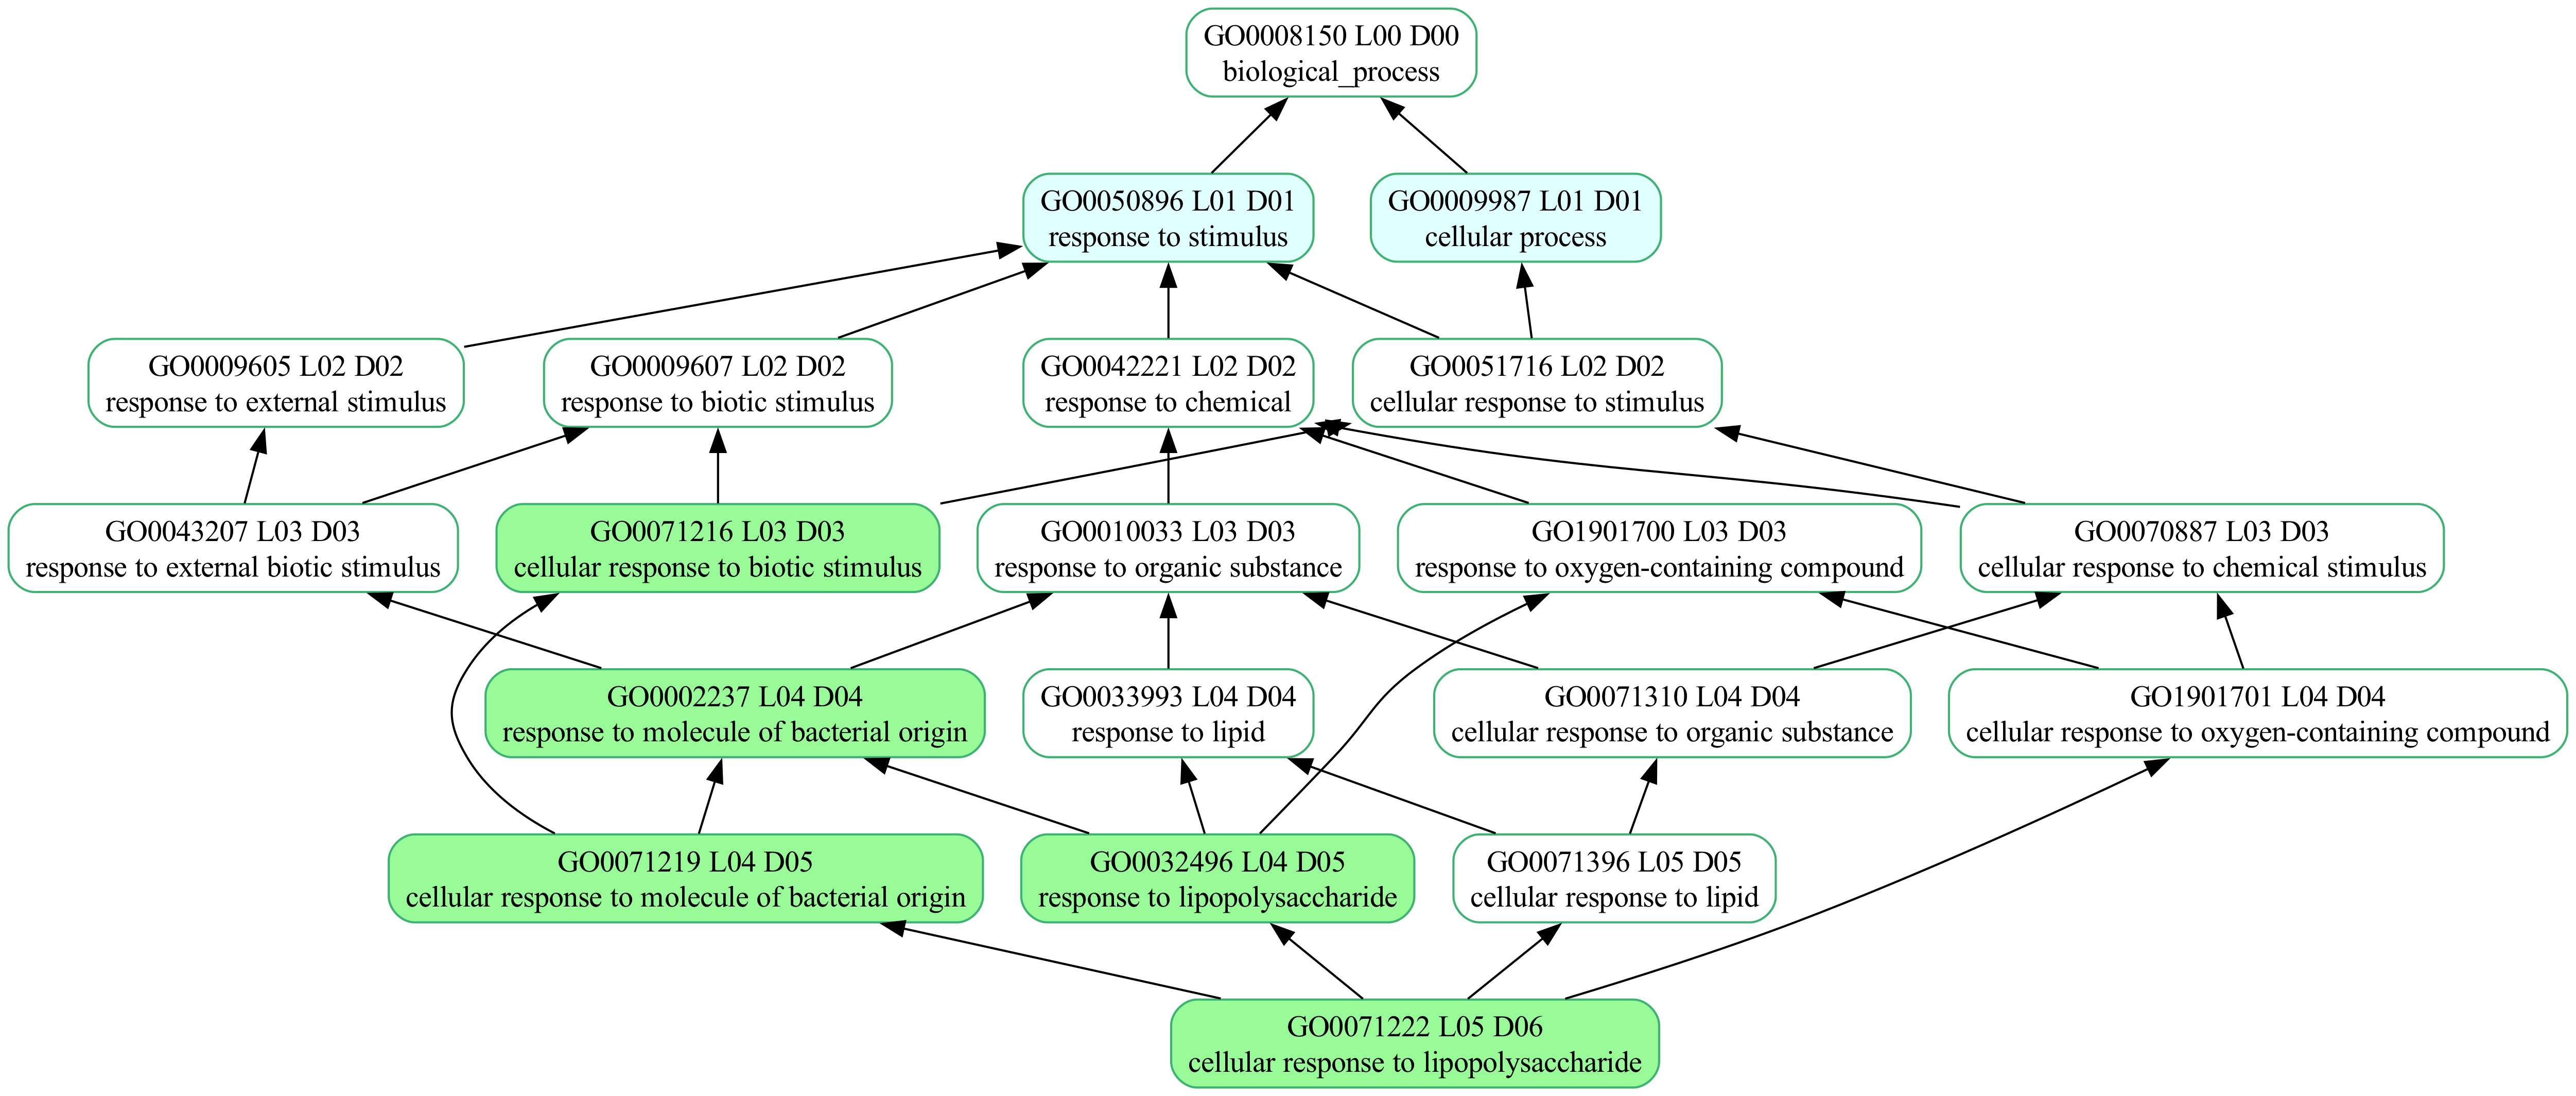 GO0008150 L00 D00
biological_process
GO0050896 L01 D01
response to stimulus
GO0009987 L01 D01
cellular process
GO0009605 L02 D02
response to external stimulus
GO0009607 L02 D02
response to biotic stimulus
GO0042221 L02 D02
response to chemical
GO0051716 L02 D02
cellular response to stimulus
GO0043207 L03 D03
response to external biotic stimulus
GO0071216 L03 D03
cellular response to biotic stimulus
GO0010033 L03 D03
response to organic substance
GO1901700 L03 D03
response to oxygen-containing compound
GO0070887 L03 D03
cellular response to chemical stimulus
GO0002237 L04 D04
response to molecule of bacterial origin
GO0033993 L04 D04
response to lipid
GO0071310 L04 D04
cellular response to organic substance
GO1901701 L04 D04
cellular response to oxygen-containing compound
GO0071219 L04 D05
cellular response to molecule of bacterial origin
GO0032496 L04 D05
response to lipopolysaccharide
GO0071396 L05 D05
cellular response to lipid
GO0071222 L05 D06
cellular response to lipopolysaccharide